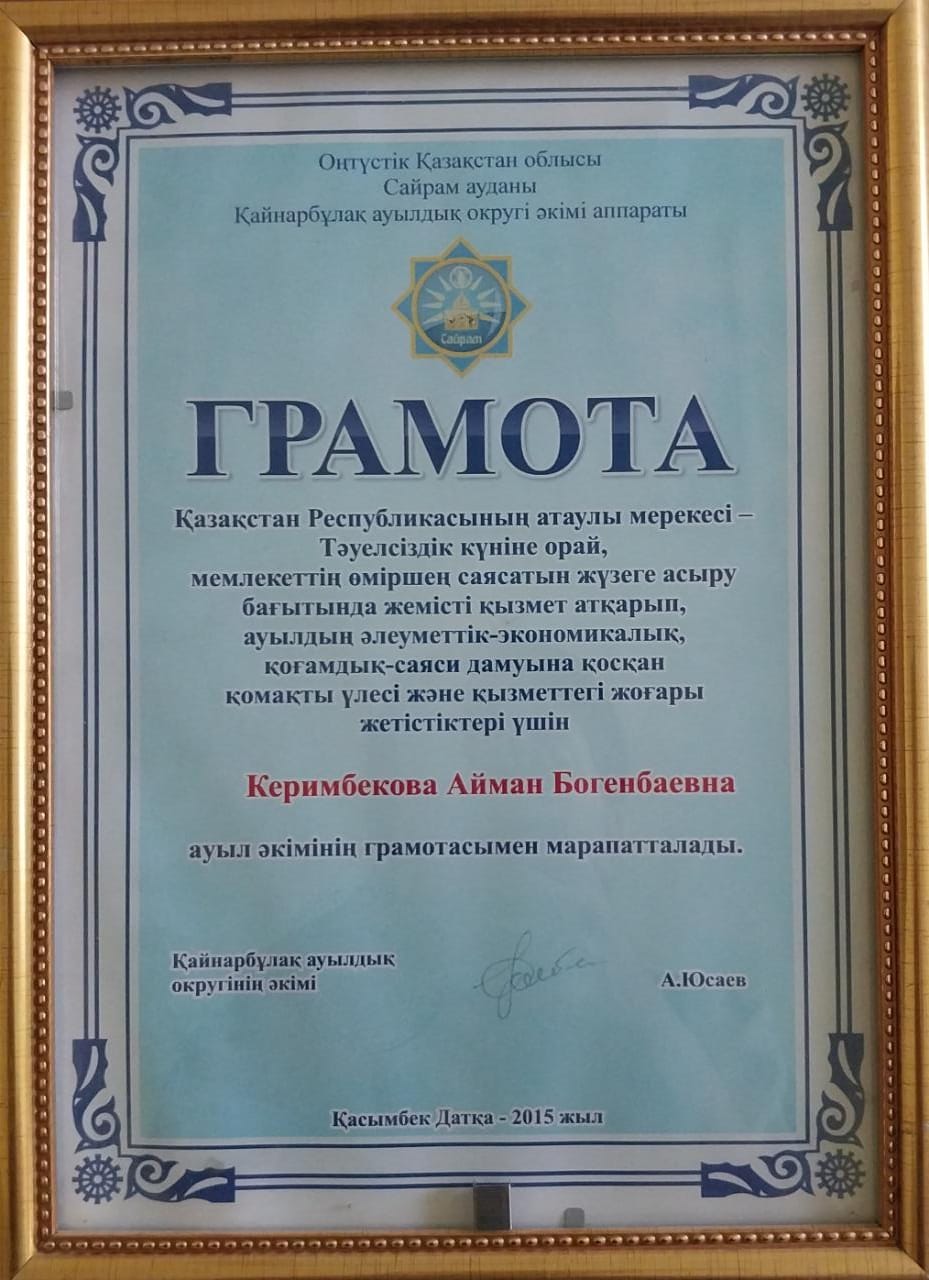 Оңтүстік Қазақстан облысы
Сайрам ауданы
Қайнарбұлақ ауылдық округі әкімі аппараты
Сайрам
ГРАМОТА
Қазақстан Республикасының атаулы мерекесі –
Тәуелсіздік күніне орай,
мемлекеттің өміршең саясатын жүзеге асыру
бағытында жемісті қызмет атқарып,
ауылдың әлеуметтік-экономикалық,
қоғамдық-саяси дамуына қосқан
қомақты үлесі және қызметтегі жоғары
жетістіктері үшін
Керимбекова Айман Богенбаевна
ауыл әкімінің грамотасымен марапатталады.
Қайнарбұлақ ауылдық
округінің әкімі
А.Юсаев
Қасымбек Датқа - 2015 жыл